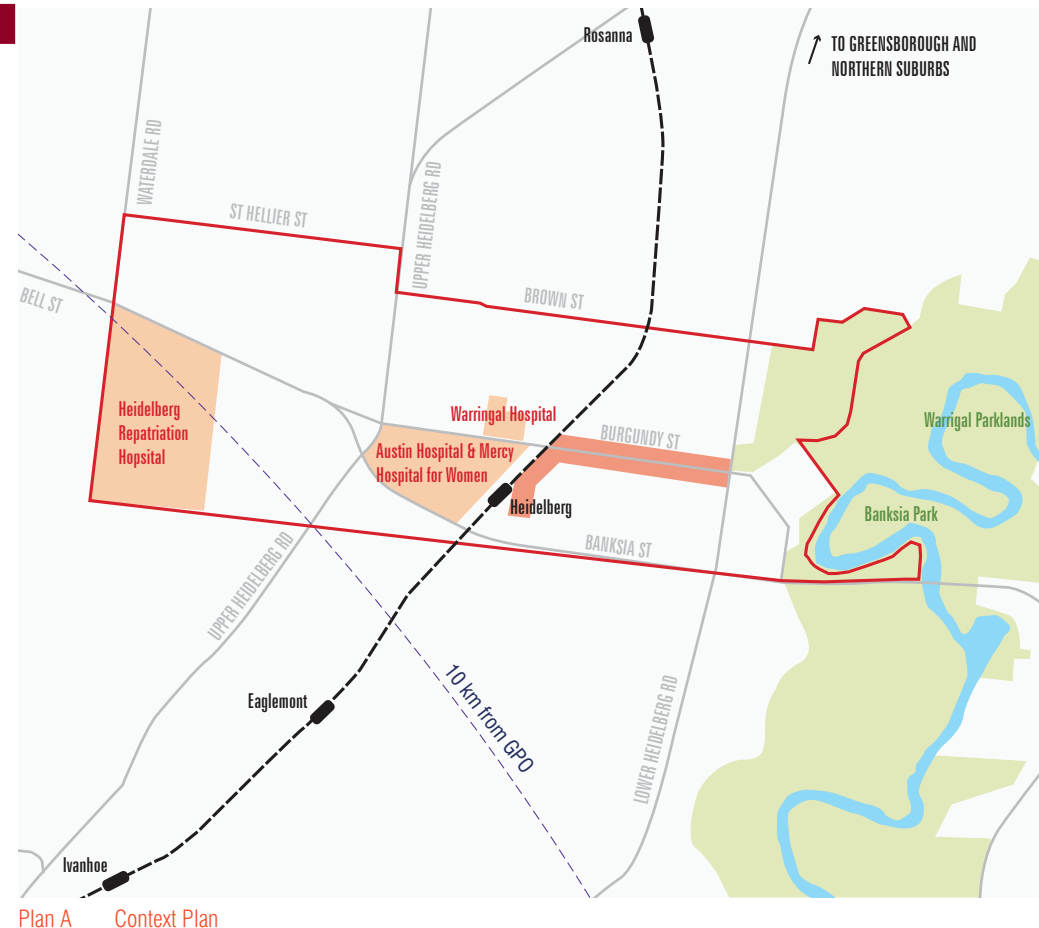 Rosanna
TO GREENSBOROUGH AND
NORTHERN SUBURBS
WATERDALE RD
ST HELLIER ST
UPPER HEIDELBERG RD
BELL ST
BROWN ST
Heidelberg
Repatriation
Hopsital
Warringal Hospital
BURGUNDY ST
Austin Hospital & Mercy
Hospital for Women
Warrigal Parklands
Heidelberg
Banksia Park
BANKSIA ST
UPPER HEIDELBERG RD
10 km from GPO
Eaglemont
LOWER HEIDELBERG RD
Ivanhoe
Plan A Context Plan